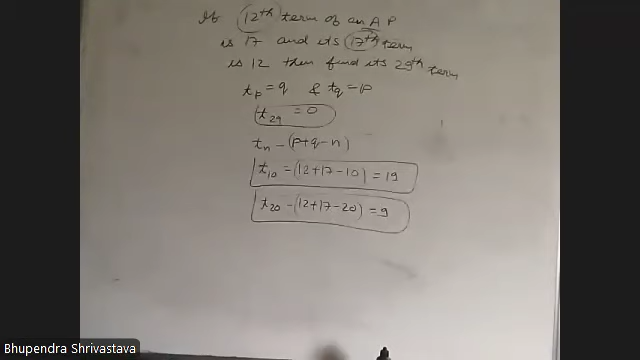 If 12th term of an AP
is 17 and its 17th term
is 12 then find its 29th term
tp = q & tq = p
t29 = 0
tn = (p+q-n)
t10 = (12+17-10) = 19
t20 = (12+17-20) = 9
Bhupendra Shrivastava